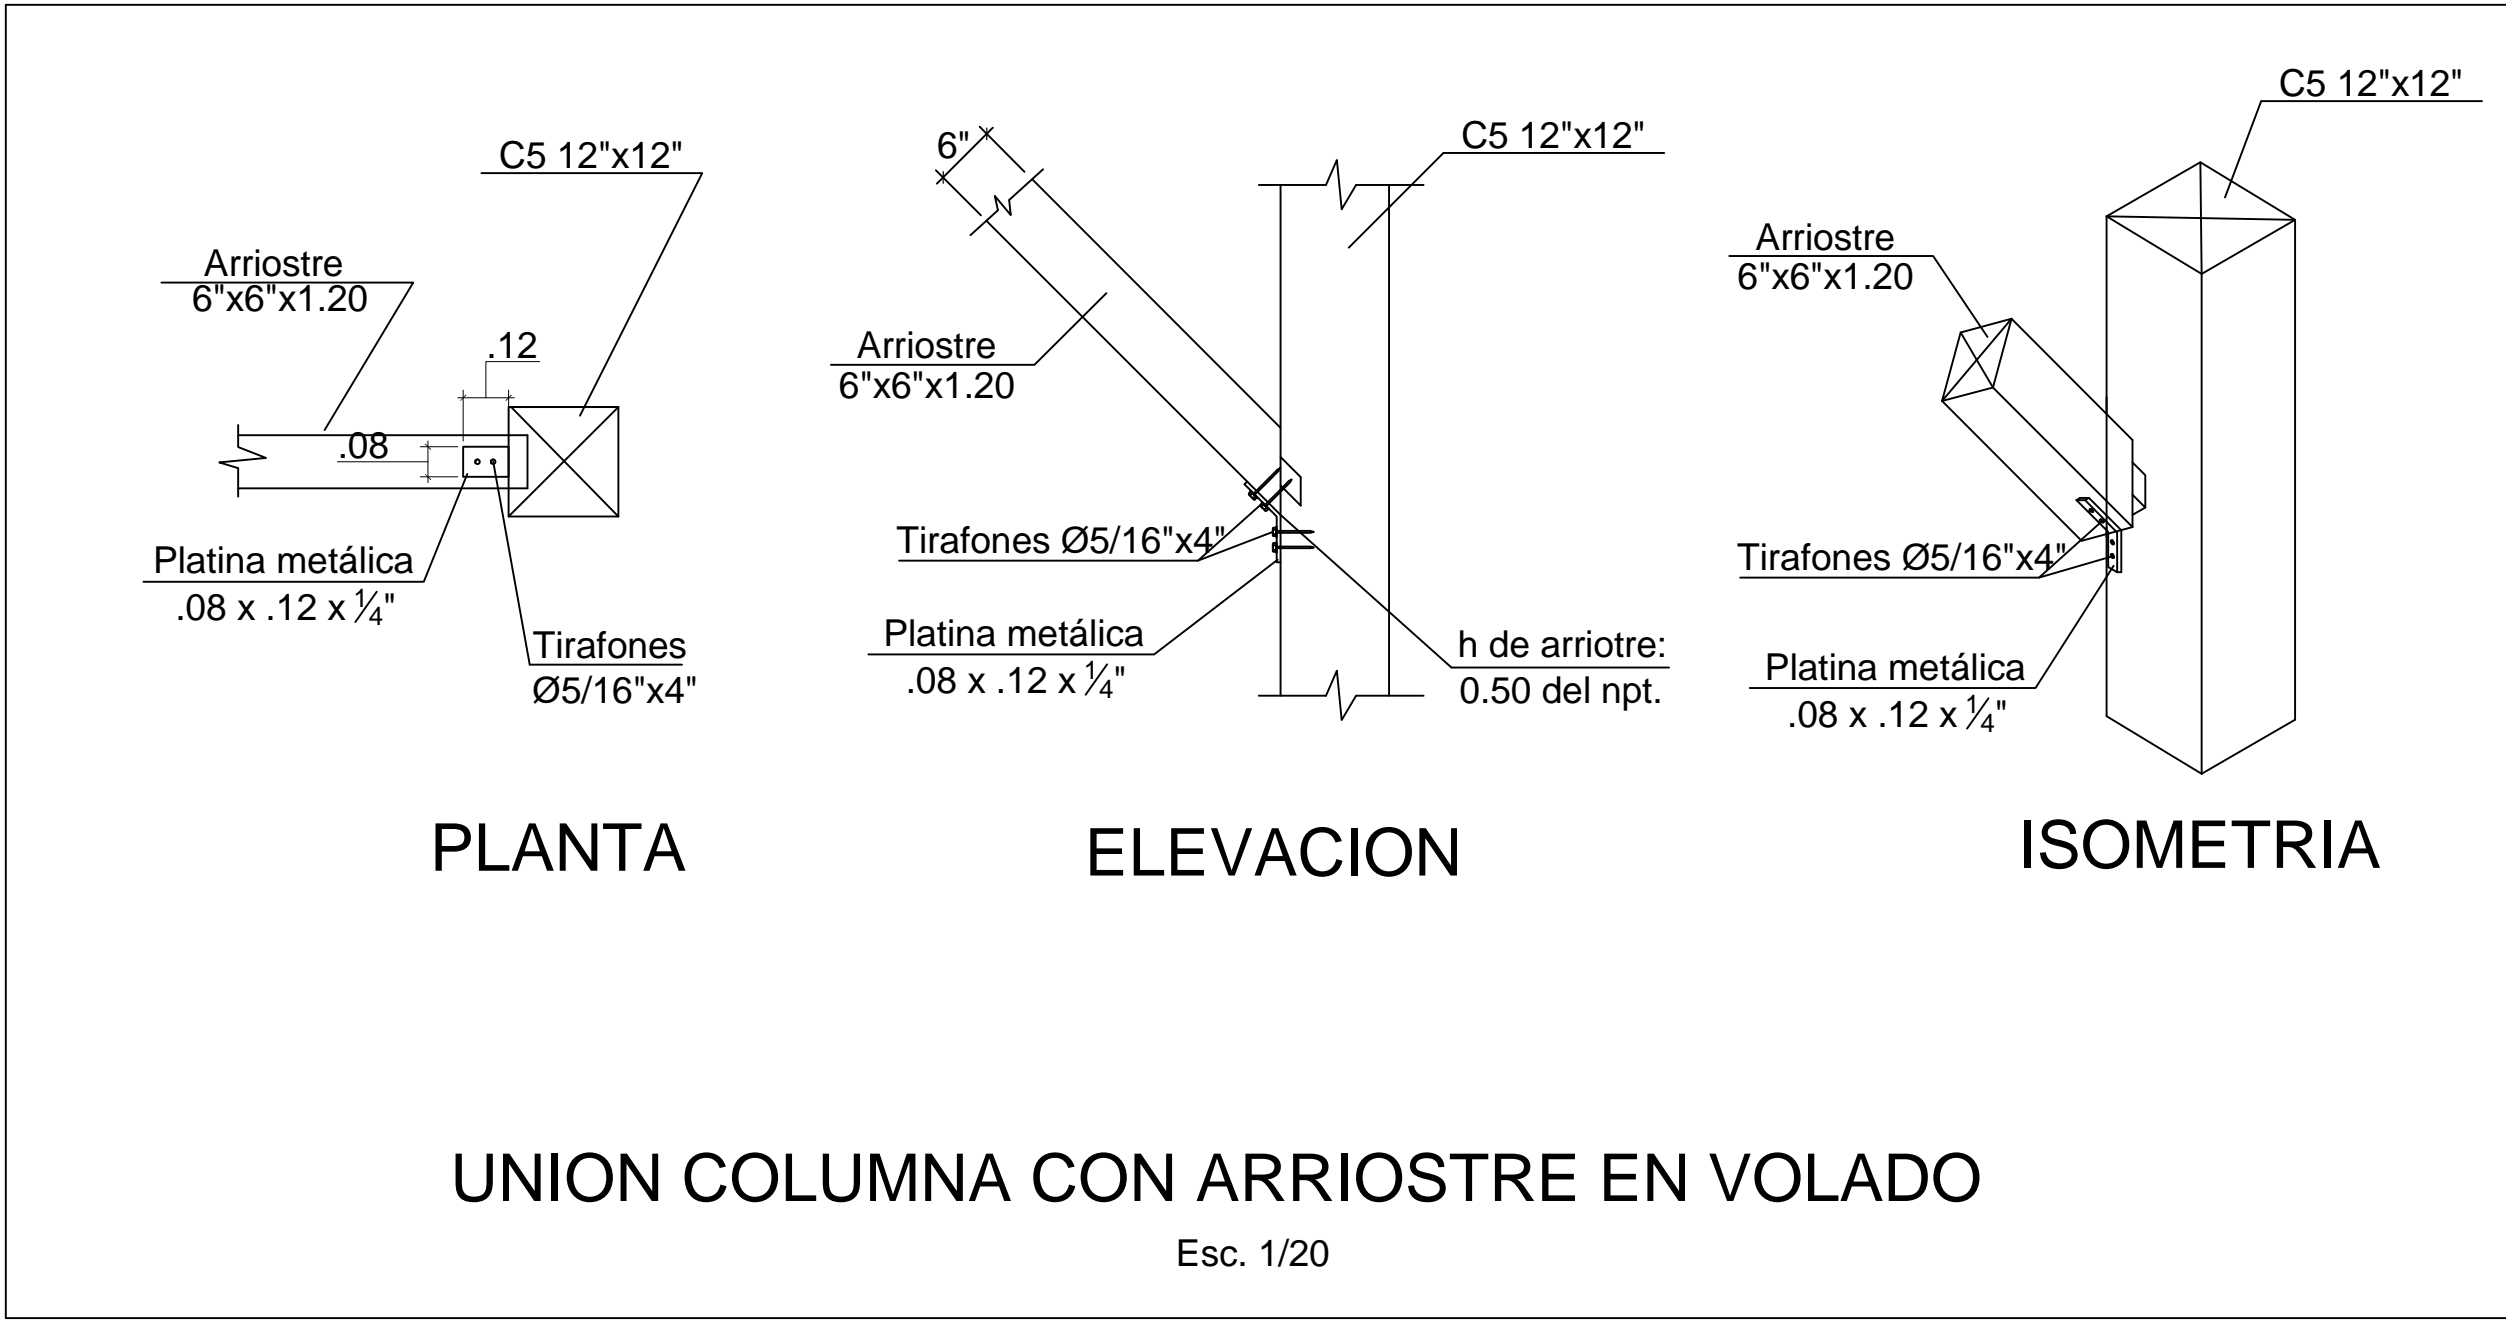 C5 12"x12"
Arriostre
6"x6"x1.20
.12
.08
Platina metálica
.08 x .12 x ¼"
Tirafones
Ø5/16"x4"
PLANTA
6"
C5 12"x12"
Arriostre
6"x6"x1.20
Tirafones Ø5/16"x4"
Platina metálica
.08 x .12 x ¼"
h de arriotre:
0.50 del npt.
ELEVACION
C5 12"x12"
Arriostre
6"x6"x1.20
Tirafones Ø5/16"x4"
Platina metálica
.08 x .12 x ¼"
ISOMETRIA
UNION COLUMNA CON ARRIOSTRE EN VOLADO
Esc. 1/20